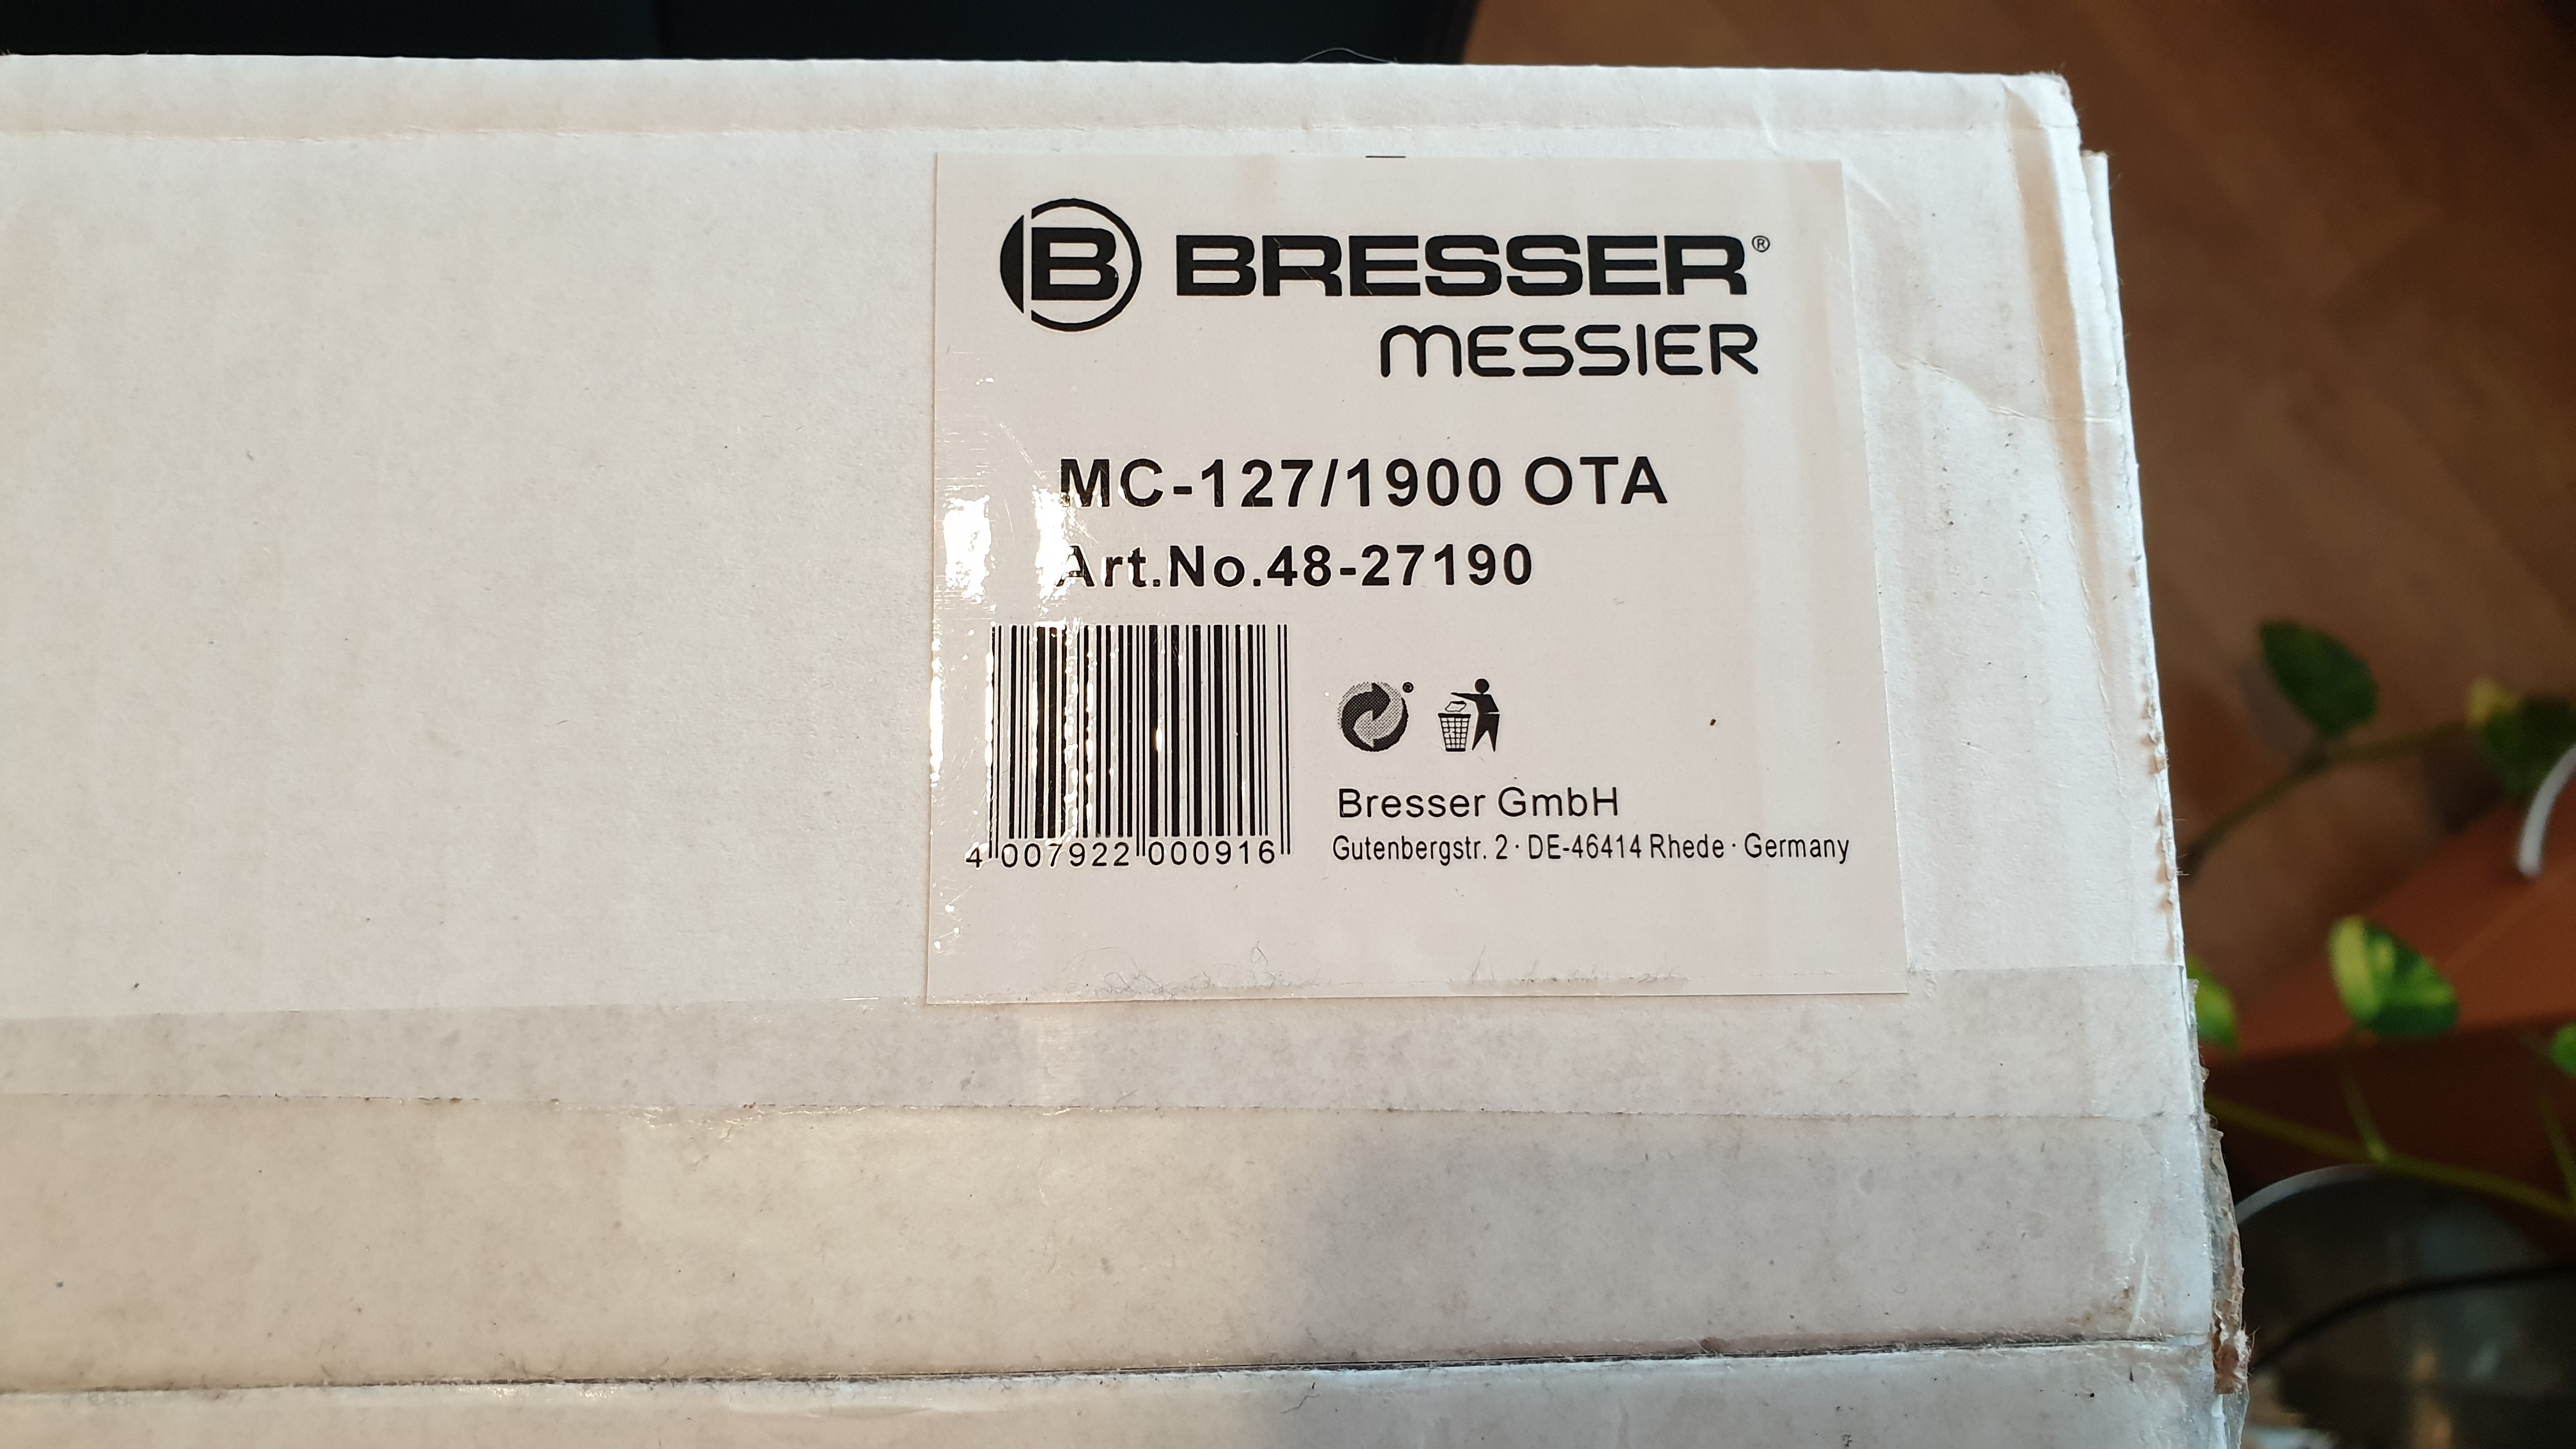 B BRESSER®
MESSIER
MC-127/1900 OTA
Art.No.48-27190
4 007922 000916
Bresser GmbH
Gutenbergstr. 2 · DE-46414 Rhede · Germany